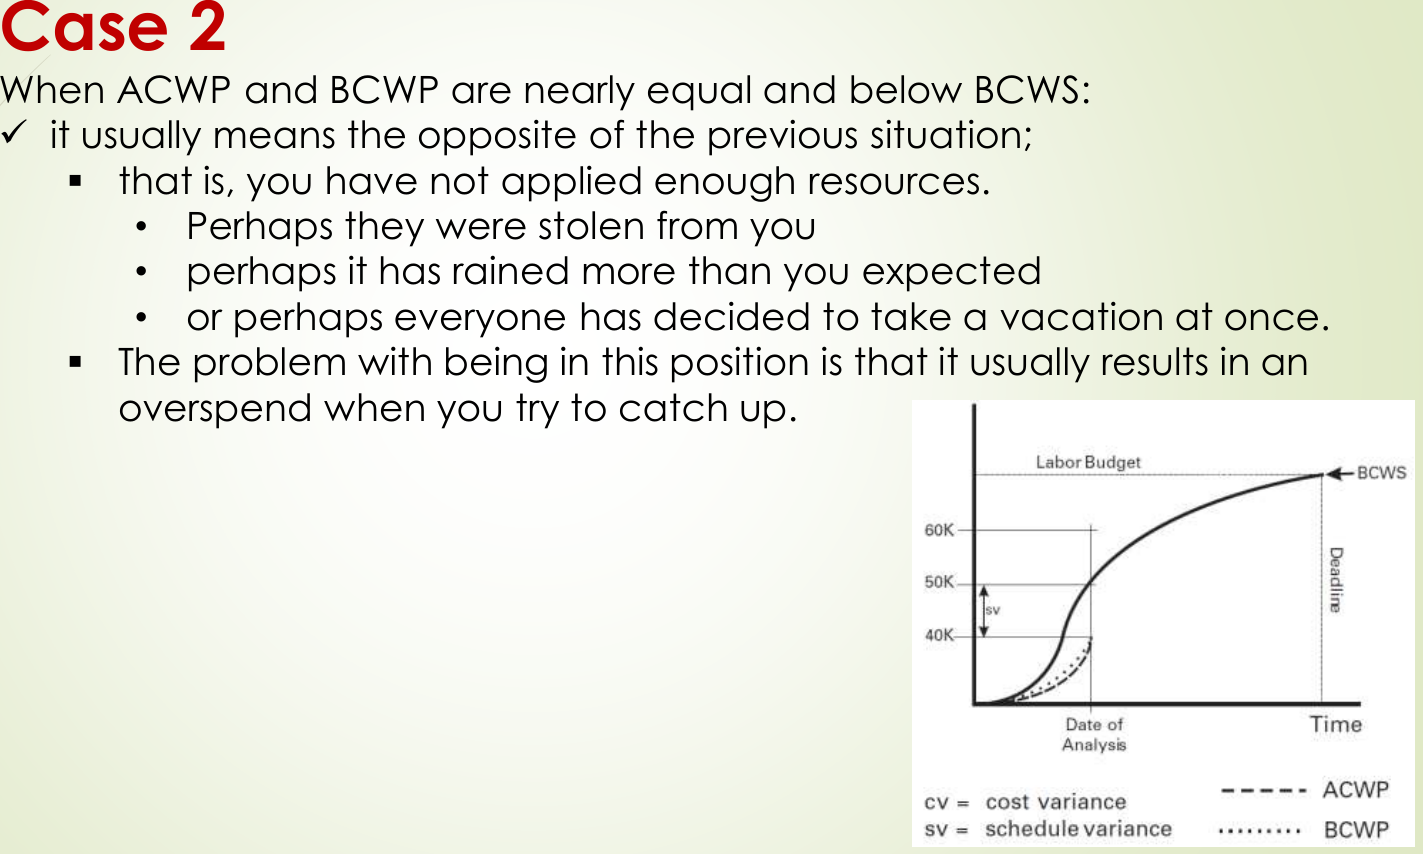 Case 2
When ACWP and BCWP are nearly equal and below BCWS:
✓ it usually means the opposite of the previous situation;
▪ that is, you have not applied enough resources.
• Perhaps they were stolen from you
• perhaps it has rained more than you expected
• or perhaps everyone has decided to take a vacation at once.
▪ The problem with being in this position is that it usually results in an
overspend when you try to catch up.
Labor Budget
BCWS
60K
50K
sv
40K
Deadline
Date of
Analysis
Time
cv = cost variance
sv = schedule variance
ACWP
BCWP